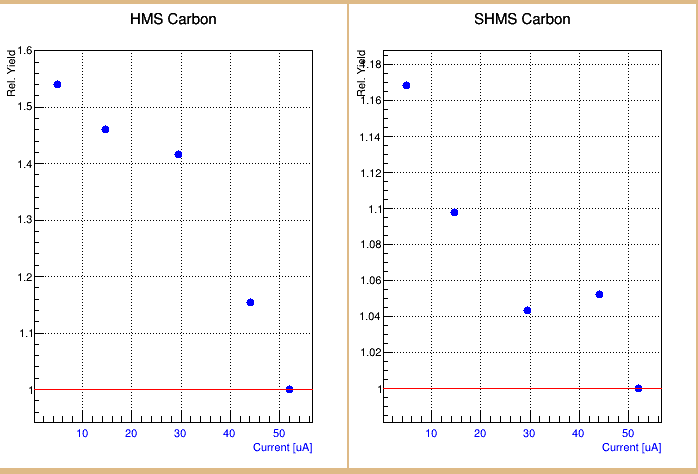 HMS Carbon
Rel. Yield
1.6
1.5
1.4
1.3
1.2
1.1
1
10 20 30 40 50
Current [uA]
SHMS Carbon
Rel. Yield
1.18
1.16
1.14
1.12
1.1
1.08
1.06
1.04
1.02
1
10 20 30 40 50
Current [uA]